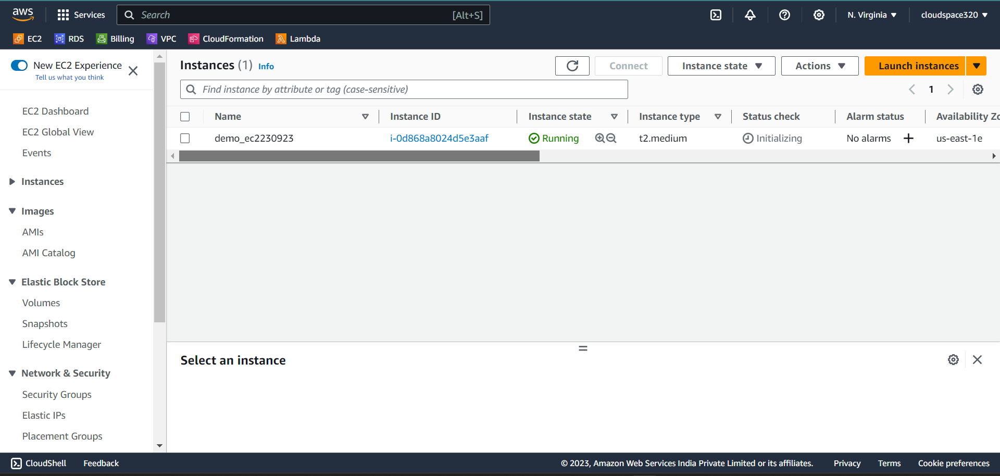 aws
Services
Search
[Alt+S]
N. Virginia
cloudspace320
EC2
RDS
Billing
VPC
CloudFormation
Lambda
New EC2 Experience
Tell us what you think
EC2 Dashboard
EC2 Global View
Events
Instances
Images
AMIs
AMI Catalog
Elastic Block Store
Volumes
Snapshots
Lifecycle Manager
Network & Security
Security Groups
Elastic IPs
Placement Groups
Instances (1) Info
Connect
Instance state
Actions
Launch instances
Find instance by attribute or tag (case-sensitive)
1
Name
Instance ID
Instance state
Instance type
Status check
Alarm status
Availability Zo
demo_ec2230923
i-0d868a8024d5e3aaf
Running
t2.medium
Initializing
No alarms
us-east-1e
Select an instance
CloudShell
Feedback
© 2023, Amazon Web Services India Private Limited or its affiliates.
Privacy
Terms
Cookie preferences